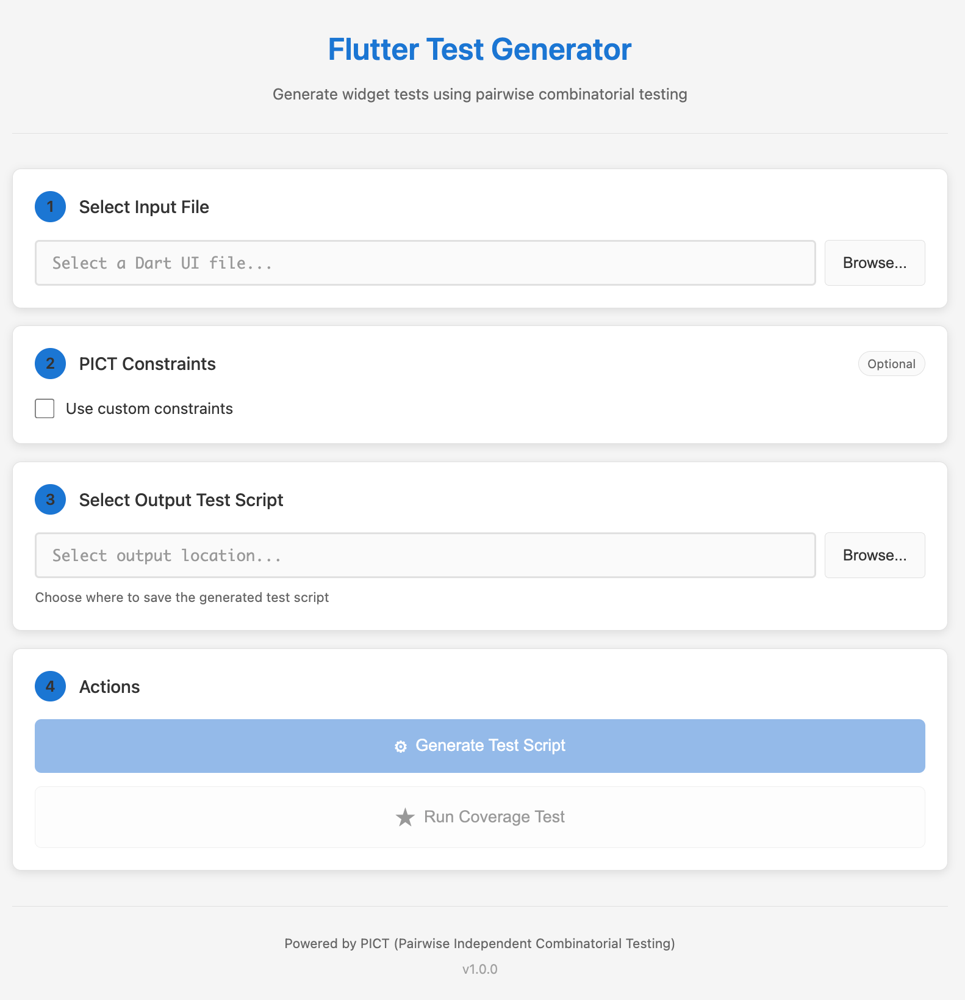 Flutter Test Generator
Generate widget tests using pairwise combinatorial testing
1 Select Input File
Select a Dart UI file...
Browse...
2 PICT Constraints
Optional
Use custom constraints
3 Select Output Test Script
Select output location...
Browse...
Choose where to save the generated test script
4 Actions
⚙ Generate Test Script
★ Run Coverage Test
Powered by PICT (Pairwise Independent Combinatorial Testing)
v1.0.0